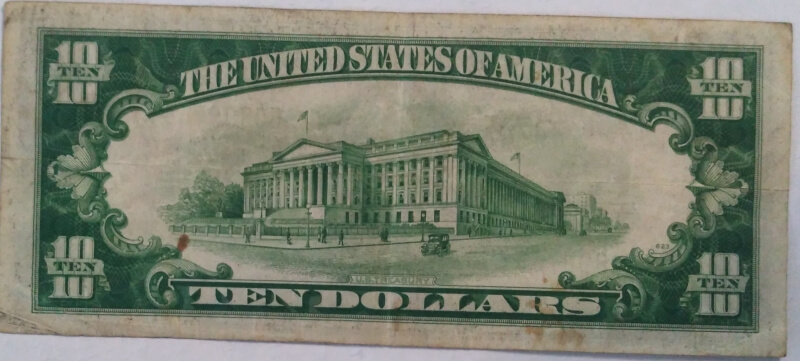 10 TEN
THE UNITED STATES OF AMERICA
10 TEN
10 TEN
U.S. TREASURY
10 TEN
TEN DOLLARS